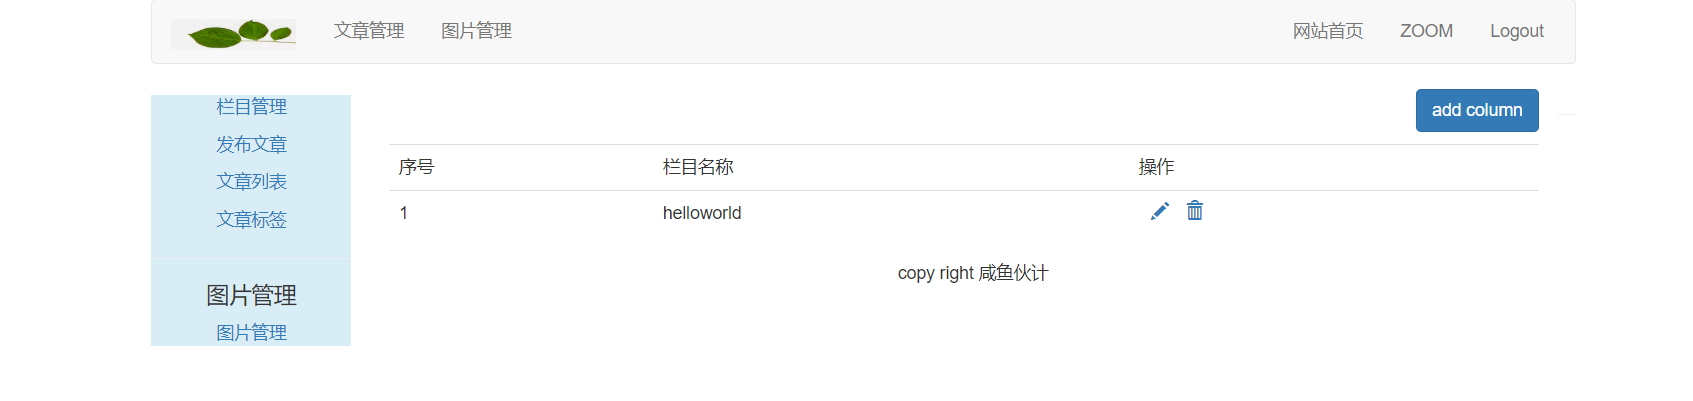 文章管理 图片管理 网站首页 ZOOM Logout
栏目管理
发布文章
文章列表
文章标签
图片管理
图片管理
add column
序号 栏目名称 操作
1 helloworld
copy right 咸鱼伙计